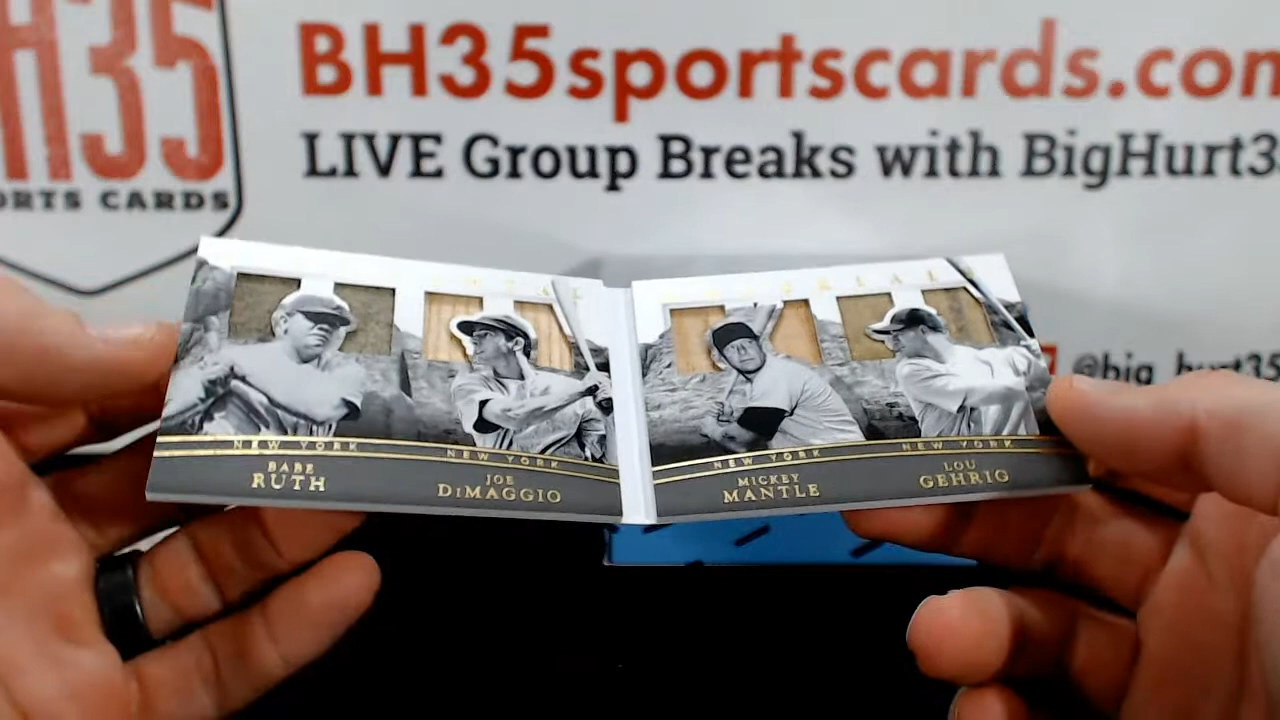 H35
ORTS CARDS
BH35sportscards.com
LIVE Group Breaks with BigHurt3
@big_hurt35
NEW YORK
BABE
RUTH
NEW YORK
JOE
DiMAGGIO
NEW YORK
MICKEY
MANTLE
NEW YORK
LOU
GEHRIG